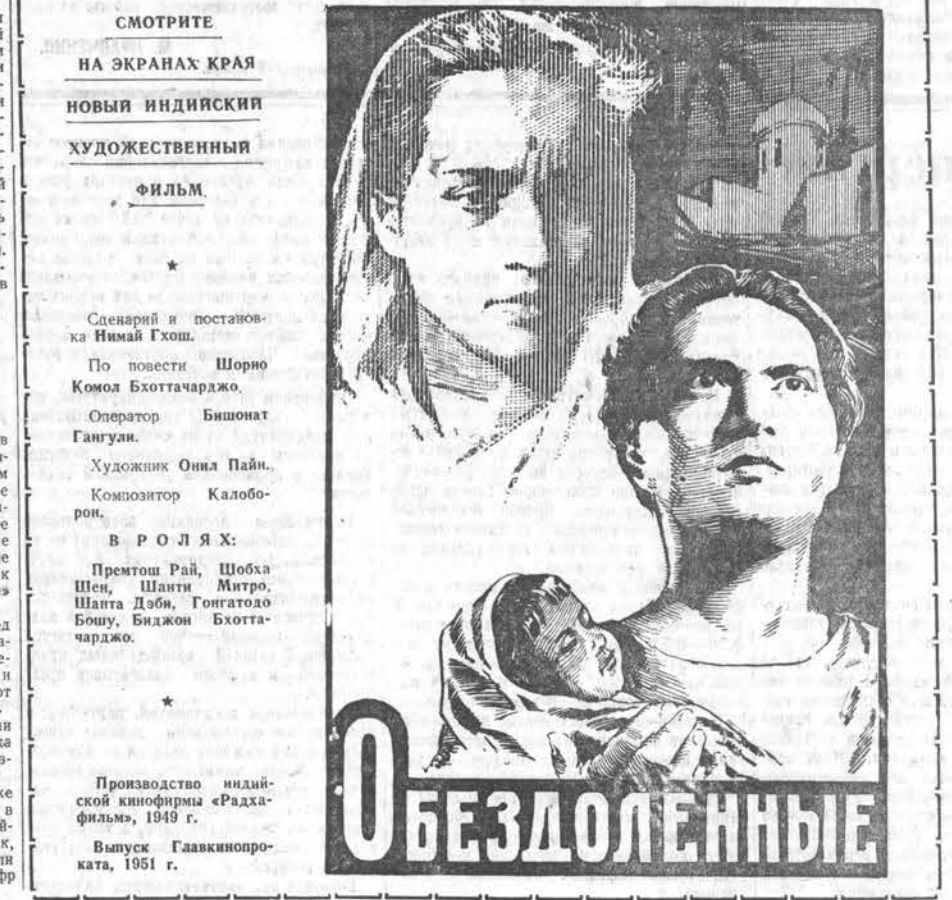 СМОТРИТЕ
НА ЭКРАНАХ КРАЯ
НОВЫЙ ИНДИЙСКИЙ
ХУДОЖЕСТВЕННЫЙ
ФИЛЬМ
Сценарий и постанов-
ка Нимай Гхош.
По повести Шорно
Комол Бхоттачарджо.
Оператор Бишонат
Гангули.
Художник Онил Пайн.
Композитор Калобо-
рон.
В РОЛЯХ:
Премтош Рай, Щобха
Шен, Шанти Митро,
Шанта Дэби, Гонгатодо
Бошу, Биджон Бхотта-
чарджо.
Производство индий-
ской кинофирмы «Радха-
фильм», 1949 г.
Выпуск Главкинопро-
ката, 1951 г.
ОБЕЗДОЛЕННЫЕ